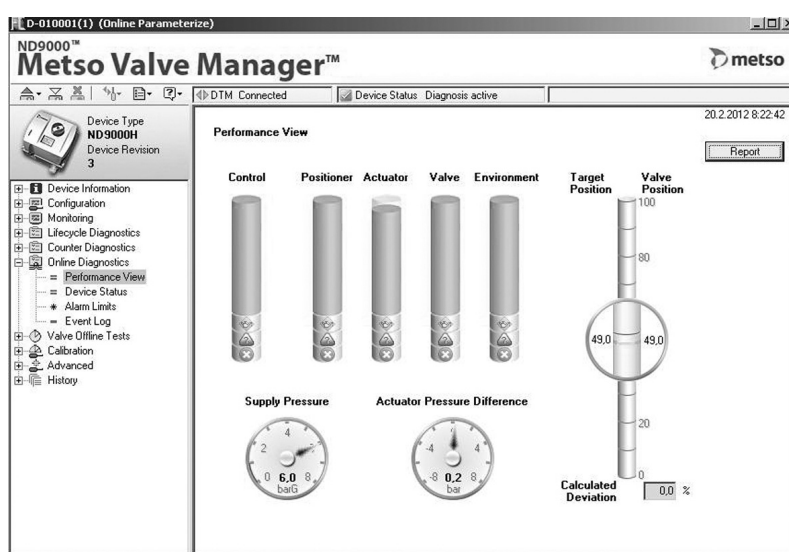 D-010001(1) (Online Parameterize)
ND9000™
Metso Valve Manager™
metso
DTM Connected
Device Status Diagnosis active
Device Type
ND9000H
Device Revision
3
20.2.2012 8:22:42
Performance View
Report
Device Information
Configuration
Monitoring
Lifecycle Diagnostics
Counter Diagnostics
Online Diagnostics
Performance View
Device Status
Alarm Limits
Event Log
Valve Offline Tests
Calibration
Advanced
History
Control Positioner Actuator Valve Environment
Target Position
Valve Position
100
80
49,0 49,0
20
0
Supply Pressure
2 4
0 6,0 8
barG
Actuator Pressure Difference
-4 4
-8 0,2 8
bar
Calculated Deviation
0,0 %